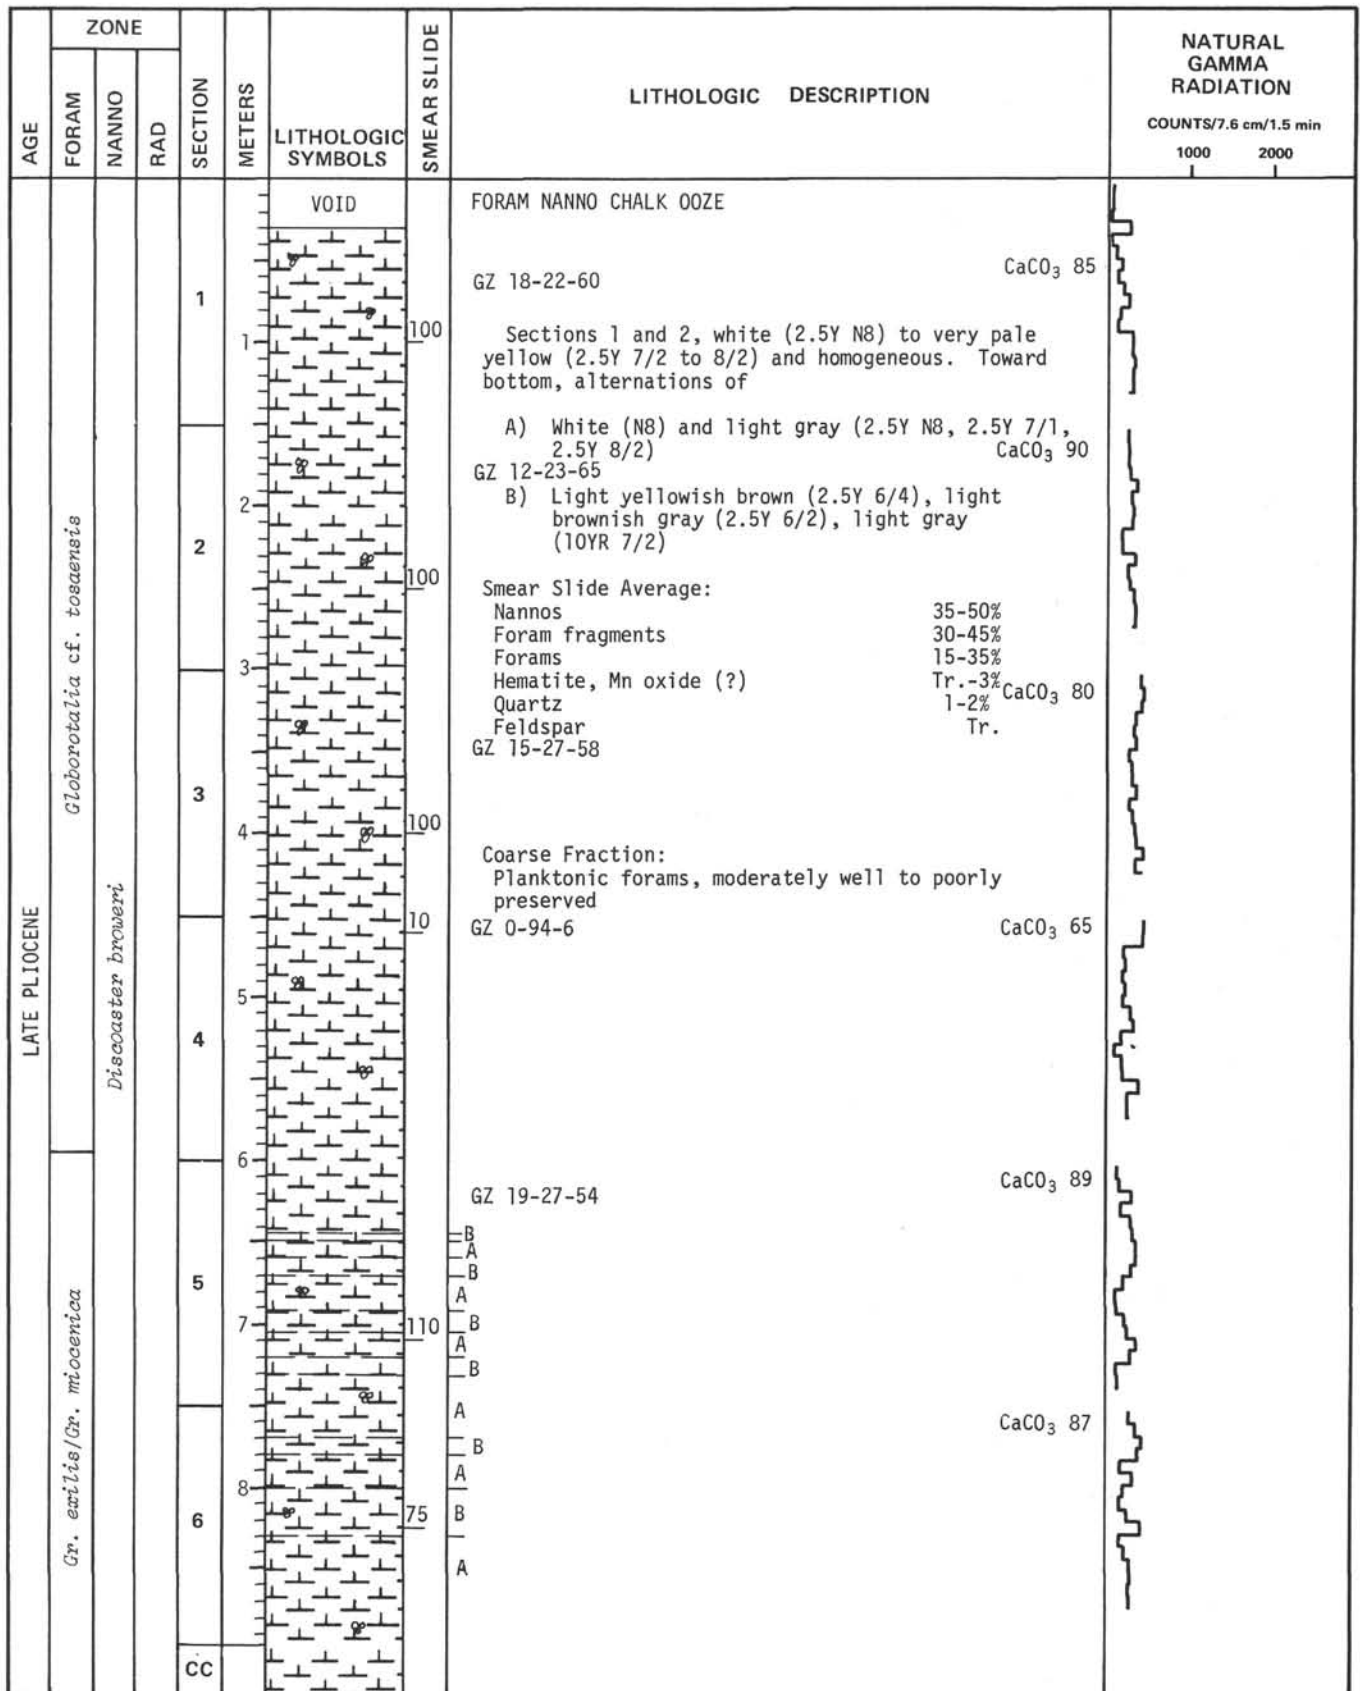 AGE
ZONE
FORAM
NANNO
RAD
SECTION
METERS
LITHOLOGIC
SYMBOLS
SMEAR SLIDE
LITHOLOGIC DESCRIPTION
NATURAL
GAMMA
RADIATION
COUNTS/7.6 cm/1.5 min
1000 2000
LATE PLIOCENE
Globorotalia cf. tosaensis
Gr. exilis/Gr. miocenica
Discoaster broweri
1
2
3
4
5
6
CC
1
2
3
4
5
6
7
8
VOID
100
100
100
10
110
75
FORAM NANNO CHALK OOZE
CaCO3 85
GZ 18-22-60
Sections 1 and 2, white (2.5Y N8) to very pale
yellow (2.5Y 7/2 to 8/2) and homogeneous. Toward
bottom, alternations of
A) White (N8) and light gray (2.5Y N8, 2.5Y 7/1,
2.5Y 8/2) CaCO3 90
GZ 12-23-65
B) Light yellowish brown (2.5Y 6/4), light
brownish gray (2.5Y 6/2), light gray
(10YR 7/2)
Smear Slide Average:
Nannos 35-50%
Foram fragments 30-45%
Forams 15-35%
Hematite, Mn oxide (?) Tr.-3%
CaCO3 80
Quartz 1-2%
Feldspar Tr.
GZ 15-27-58
Coarse Fraction:
Planktonic forams, moderately well to poorly
preserved
GZ 0-94-6 CaCO3 65
CaCO3 89
GZ 19-27-54
B
A
B
A
B
A
B
A
CaCO3 87
B
A
B
A